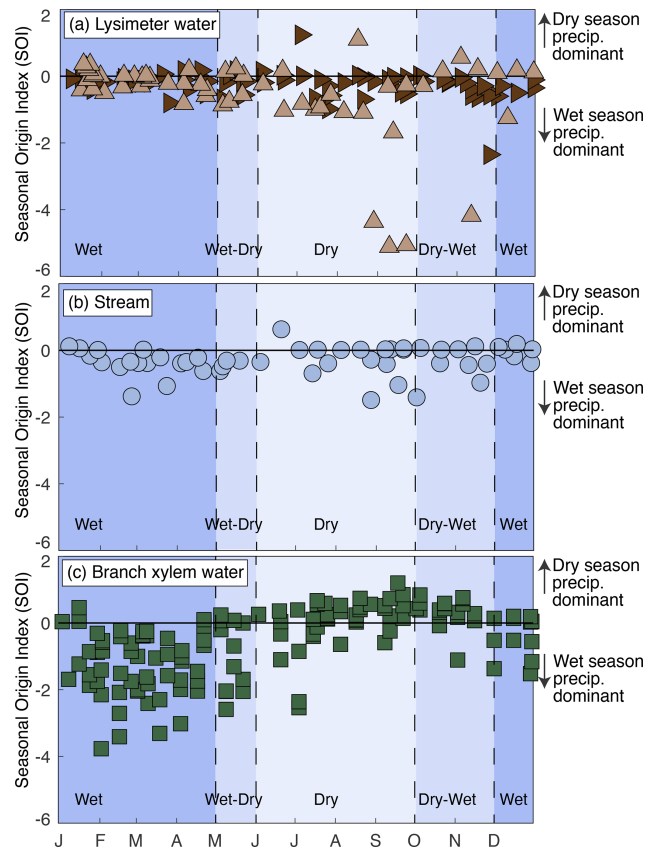 (a) Lysimeter water
Seasonal Origin Index (SOI)
2
0
-2
-4
-6
Wet
Wet-Dry
Dry
Dry-Wet
Wet
Dry season
precip.
dominant
Wet season
precip.
dominant
(b) Stream
Seasonal Origin Index (SOI)
2
0
-2
-4
-6
Wet
Wet-Dry
Dry
Dry-Wet
Wet
Dry season
precip.
dominant
Wet season
precip.
dominant
(c) Branch xylem water
Seasonal Origin Index (SOI)
2
0
-2
-4
-6
Wet
Wet-Dry
Dry
Dry-Wet
Wet
Dry season
precip.
dominant
Wet season
precip.
dominant
J F M A M J J A S O N D